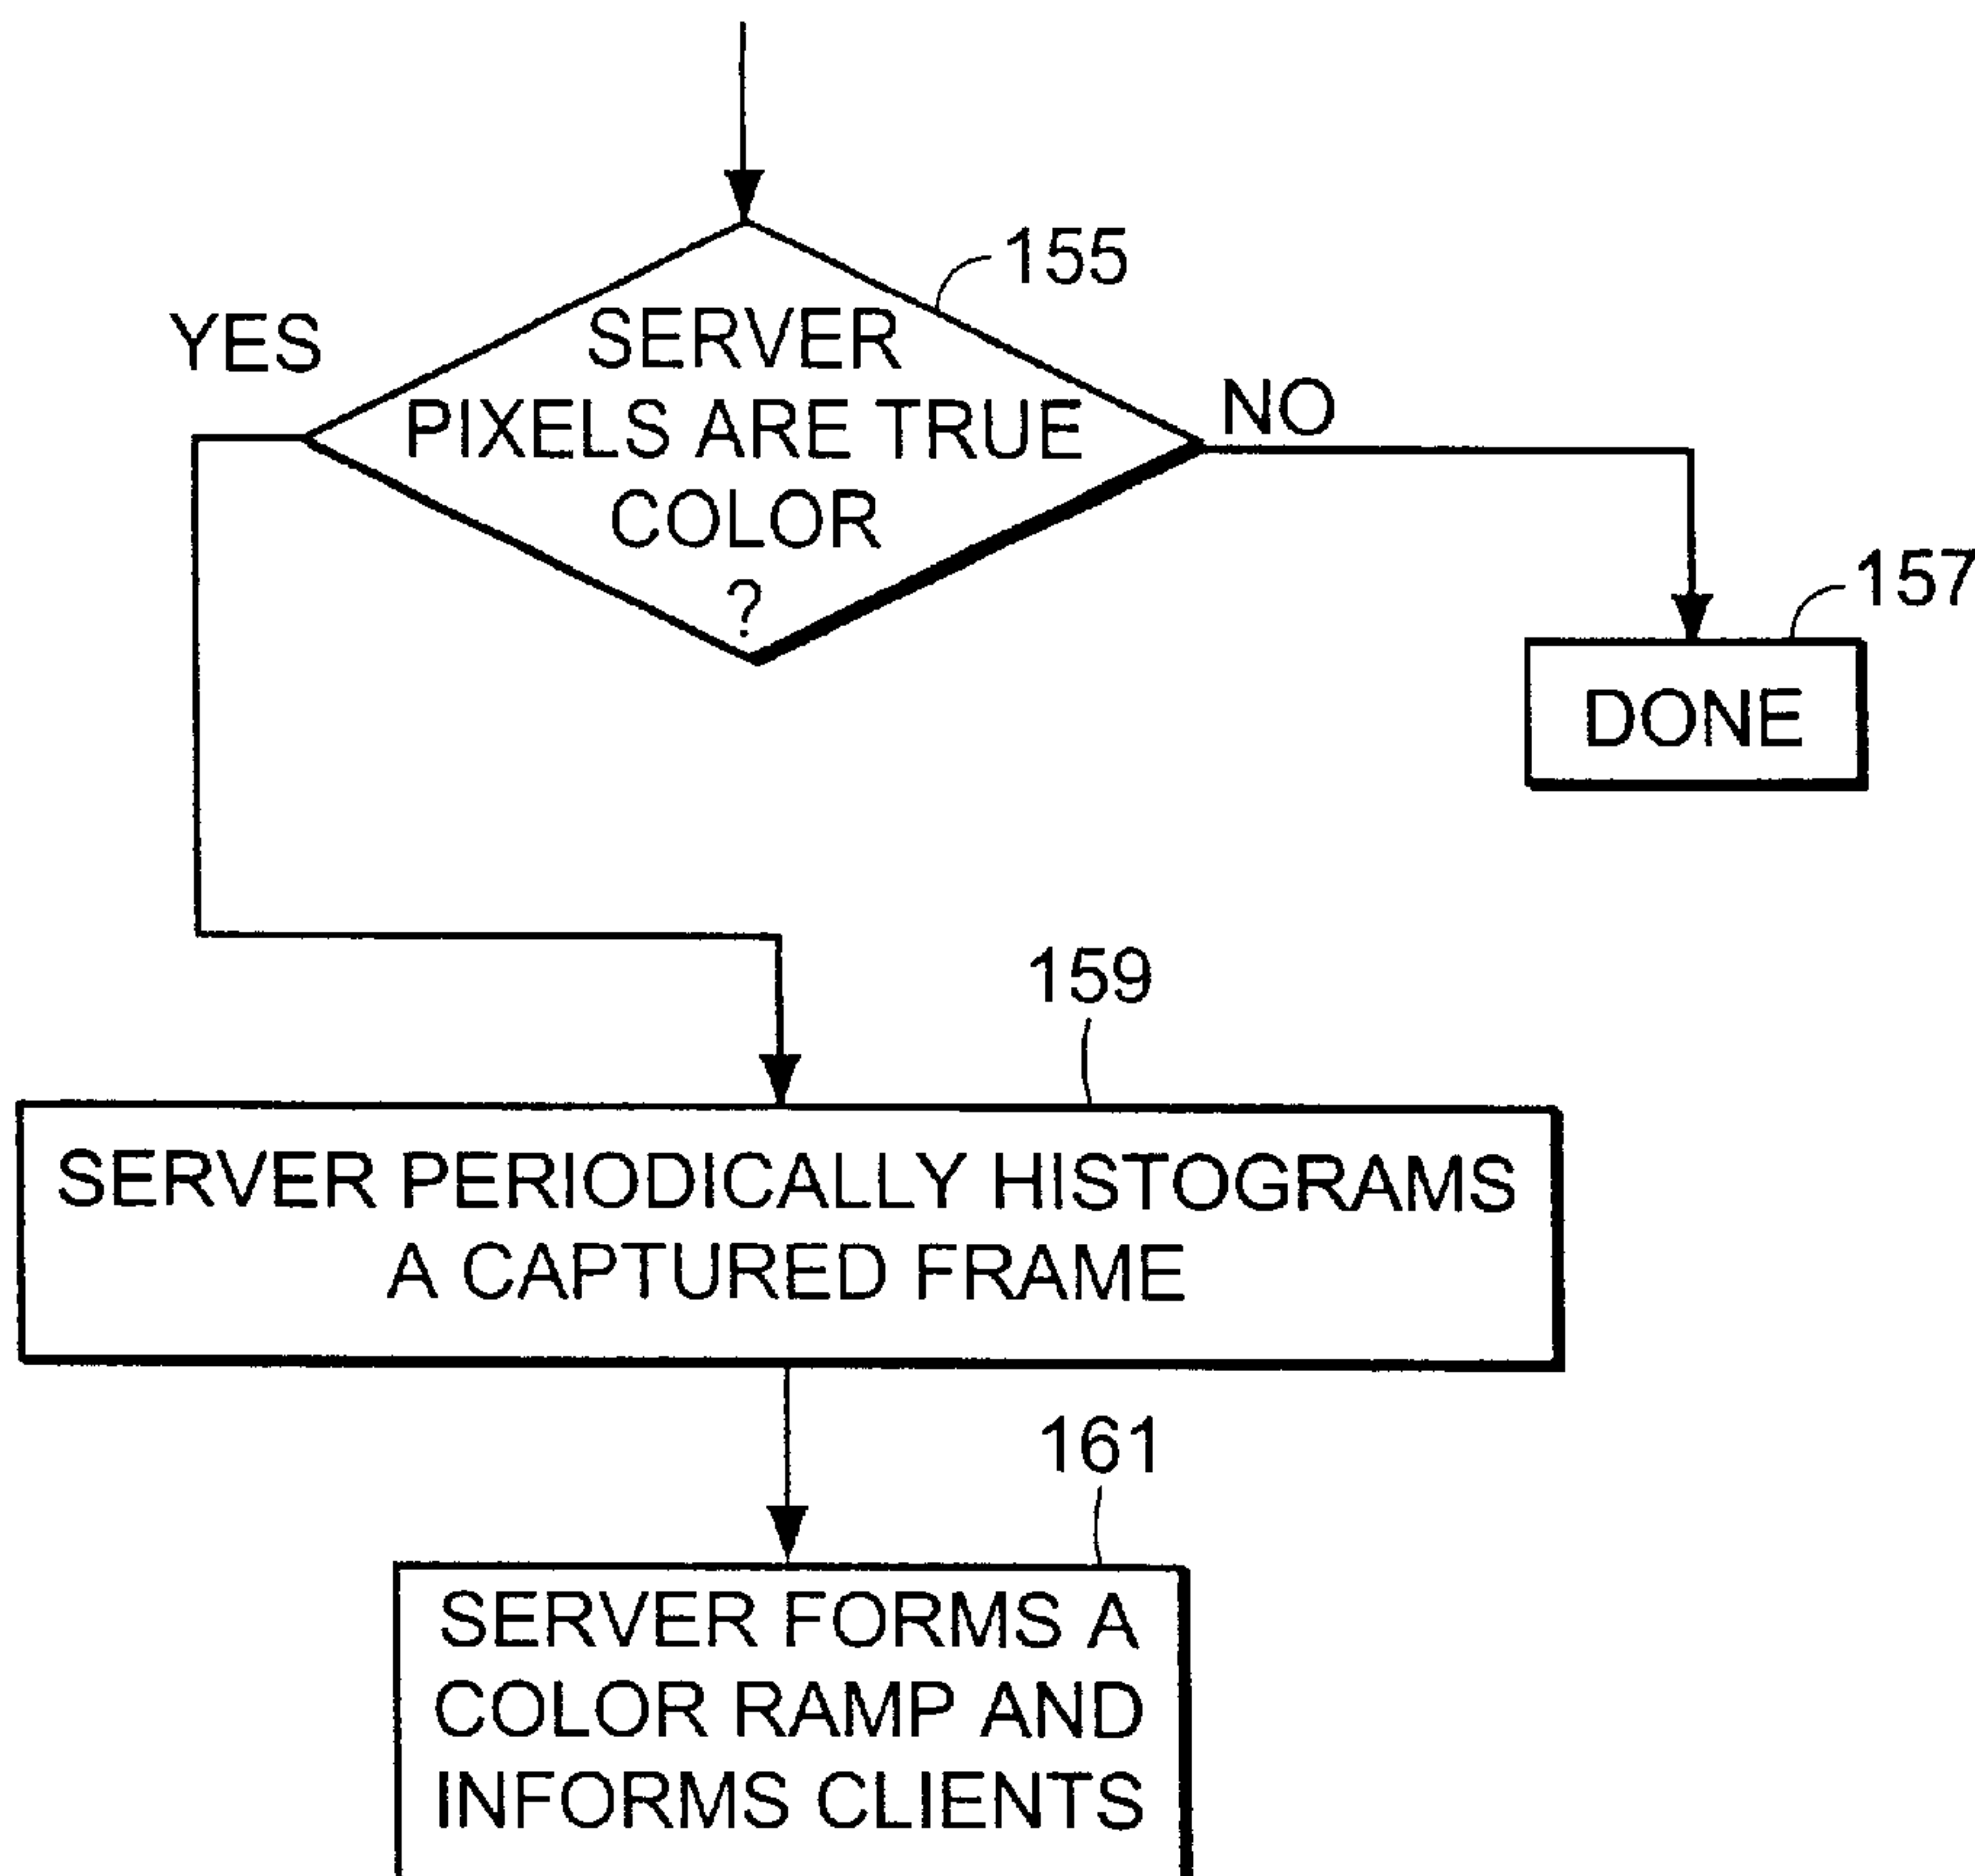 155
YES
SERVER
PIXELS ARE TRUE
COLOR
?
NO
157
DONE
159
SERVER PERIODICALLY HISTOGRAMS
A CAPTURED FRAME
161
SERVER FORMS A
COLOR RAMP AND
INFORMS CLIENTS